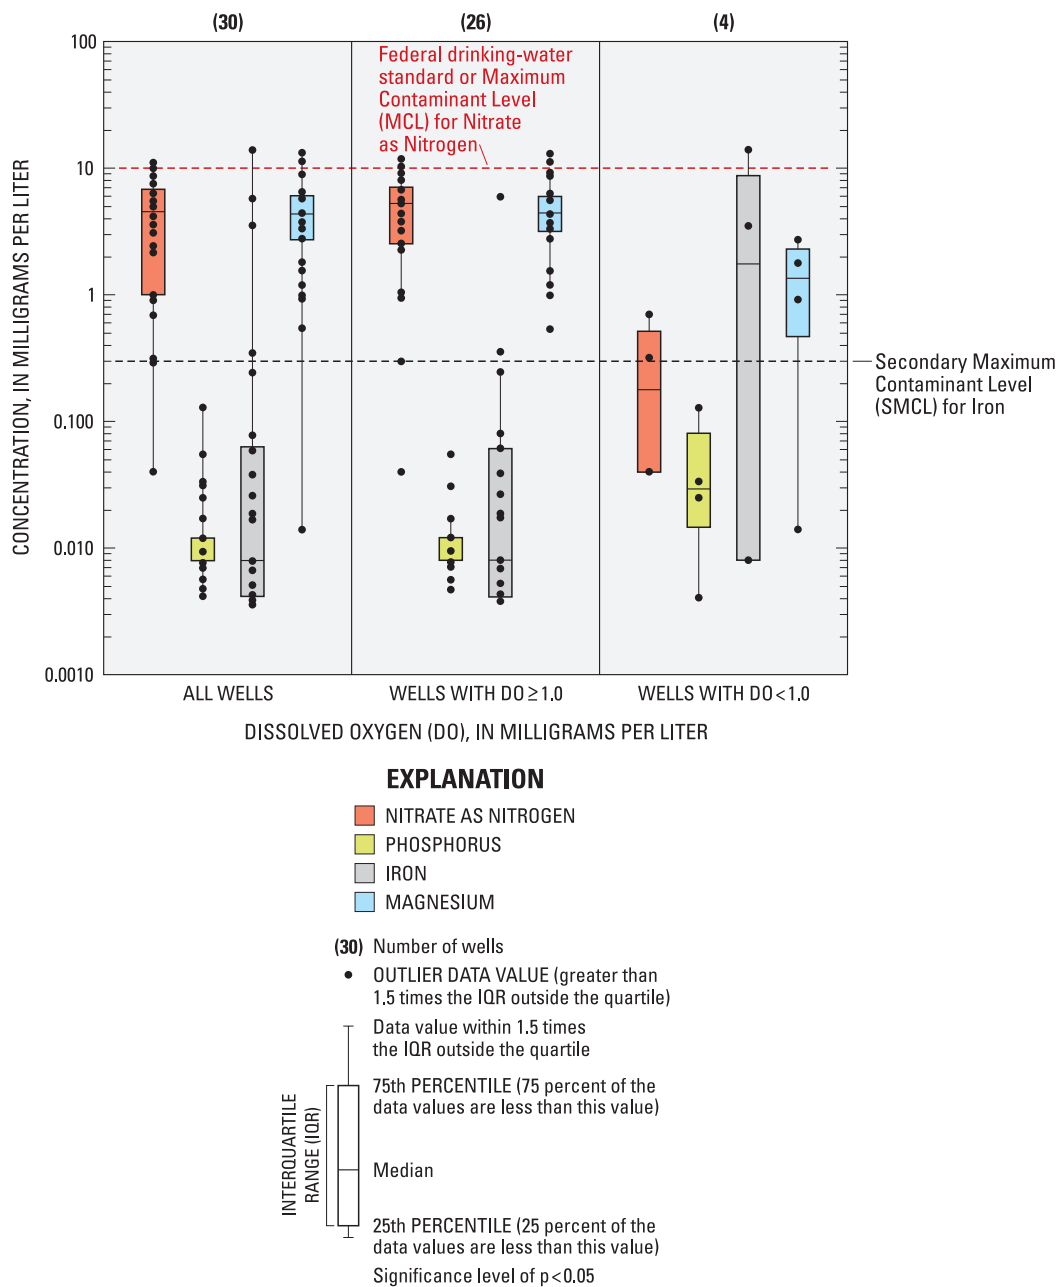 (30) (26) (4)
100
10
1
0.100
0.010
0.0010
CONCENTRATION, IN MILLIGRAMS PER LITER
Federal drinking-water
standard or Maximum
Contaminant Level
(MCL) for Nitrate
as Nitrogen
Secondary Maximum
Contaminant Level
(SMCL) for Iron
ALL WELLS WELLS WITH DO ≥ 1.0 WELLS WITH DO < 1.0
DISSOLVED OXYGEN (DO), IN MILLIGRAMS PER LITER
EXPLANATION
NITRATE AS NITROGEN
PHOSPHORUS
IRON
MAGNESIUM
(30) Number of wells
OUTLIER DATA VALUE (greater than
1.5 times the IQR outside the quartile)
Data value within 1.5 times
the IQR outside the quartile
75th PERCENTILE (75 percent of the
data values are less than this value)
INTERQUARTILE
RANGE (IQR)
Median
25th PERCENTILE (25 percent of the
data values are less than this value)
Significance level of p<0.05